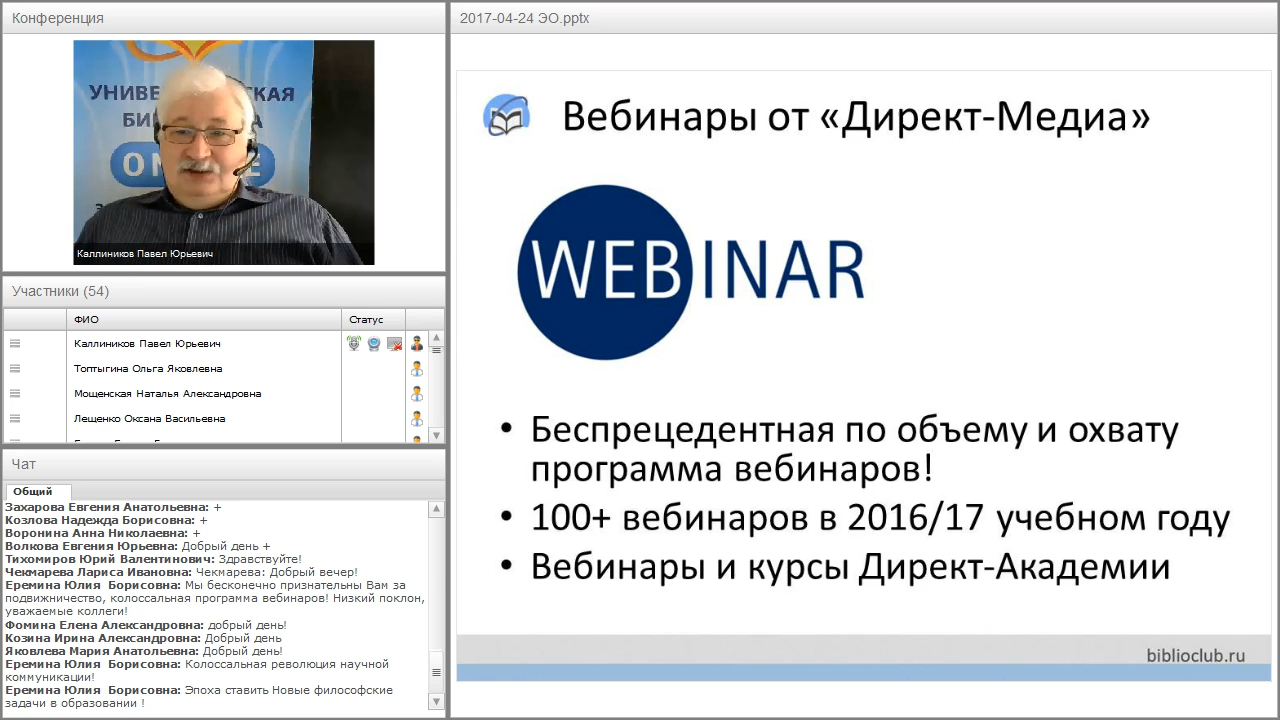 Конференция
УНИВЕ СКАЯ
БИ А
Каллиников Павел Юрьевич
Участники (54)
ФИО Статус
Каллиников Павел Юрьевич
Топтыгина Ольга Яковлевна
Мощенская Наталья Александровна
Лещенко Оксана Васильевна
Чат
Общий
Захарова Евгения Анатольевна: +
Козлова Надежда Борисовна: +
Воронина Анна Николаевна: +
Волкова Евгения Юрьевна: Добрый день +
Тихомиров Юрий Валентинович: Здравствуйте!
Чекмарева Лариса Ивановна: Чекмарева: Добрый вечер!
Еремина Юлия Борисовна: Мы бесконечно признательны Вам за
подвижничество, колоссальная программа вебинаров! Низкий поклон,
уважаемые коллеги!
Фомина Елена Александровна: добрый день!
Козина Ирина Александровна: Добрый день
Яковлева Мария Анатольевна: Добрый день!
Еремина Юлия Борисовна: Колоссальная революция научной
коммуникации!
Еремина Юлия Борисовна: Эпоха ставить Новые философские
задачи в образовании !
2017-04-24 ЭО.pptx
Вебинары от «Директ-Медиа»
WEBINAR
• Беспрецедентная по объему и охвату
программа вебинаров!
• 100+ вебинаров в 2016/17 учебном году
• Вебинары и курсы Директ-Академии
biblioclub.ru